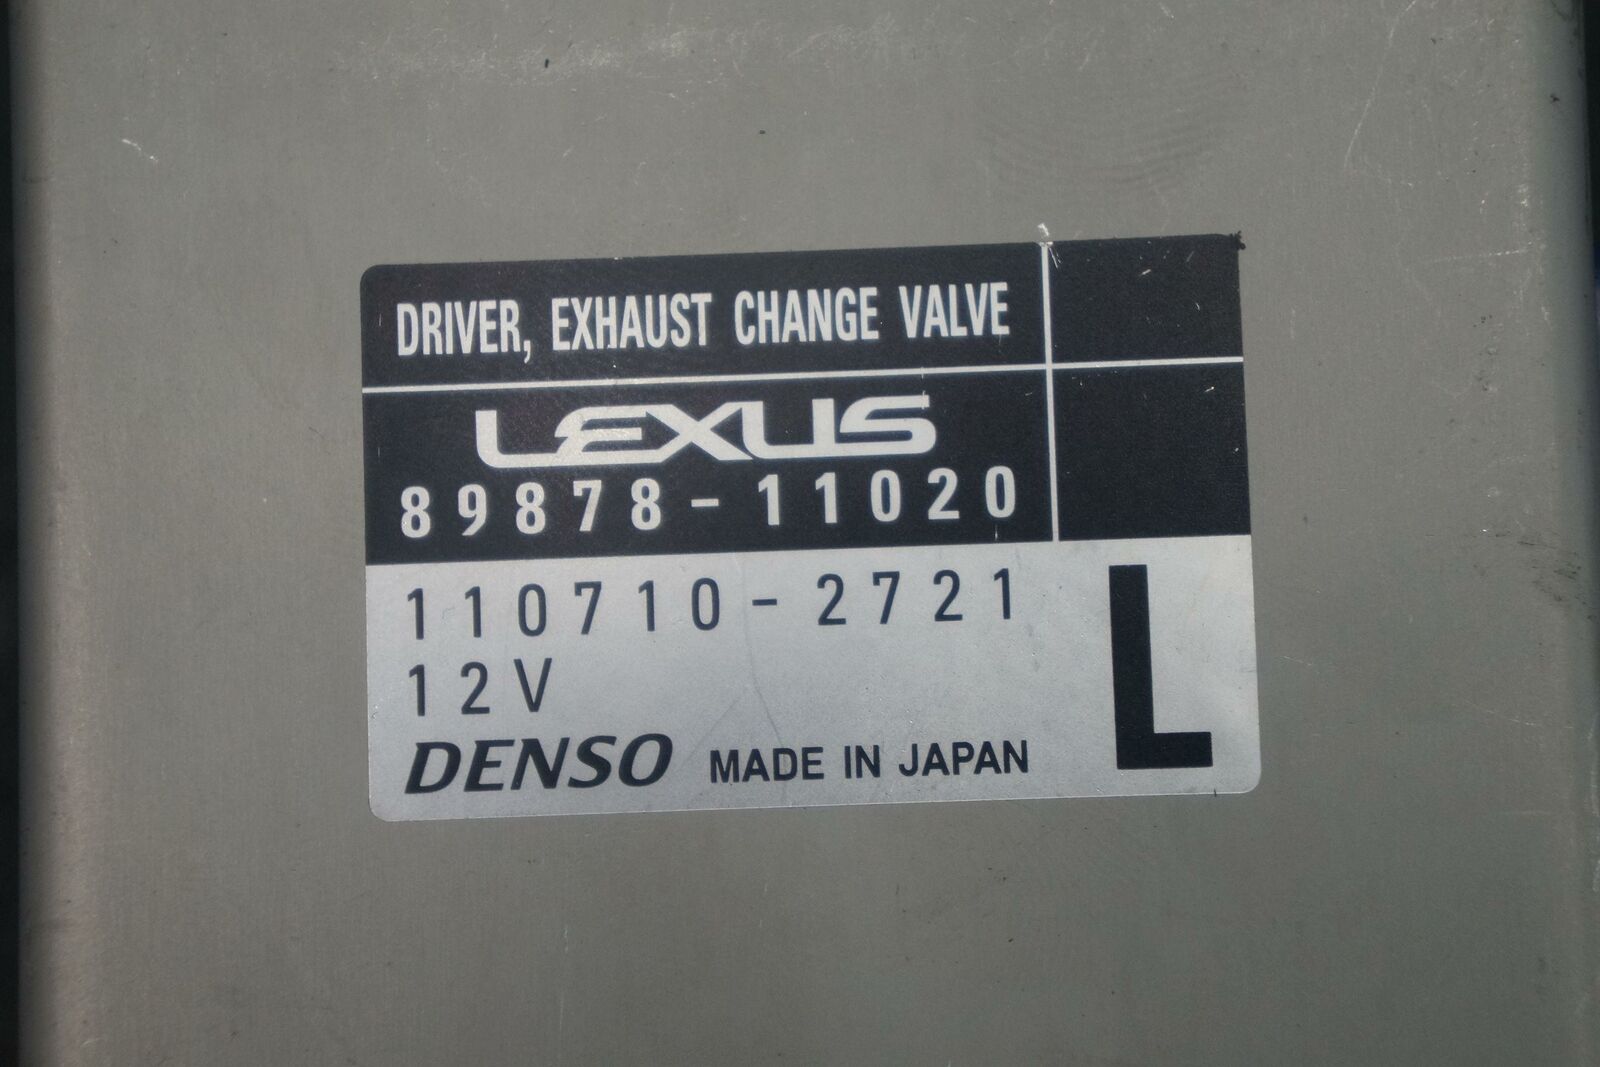 DRIVER, EXHAUST CHANGE VALVE
LEXUS
89878-11020
110710-2721
12V
L
DENSO MADE IN JAPAN